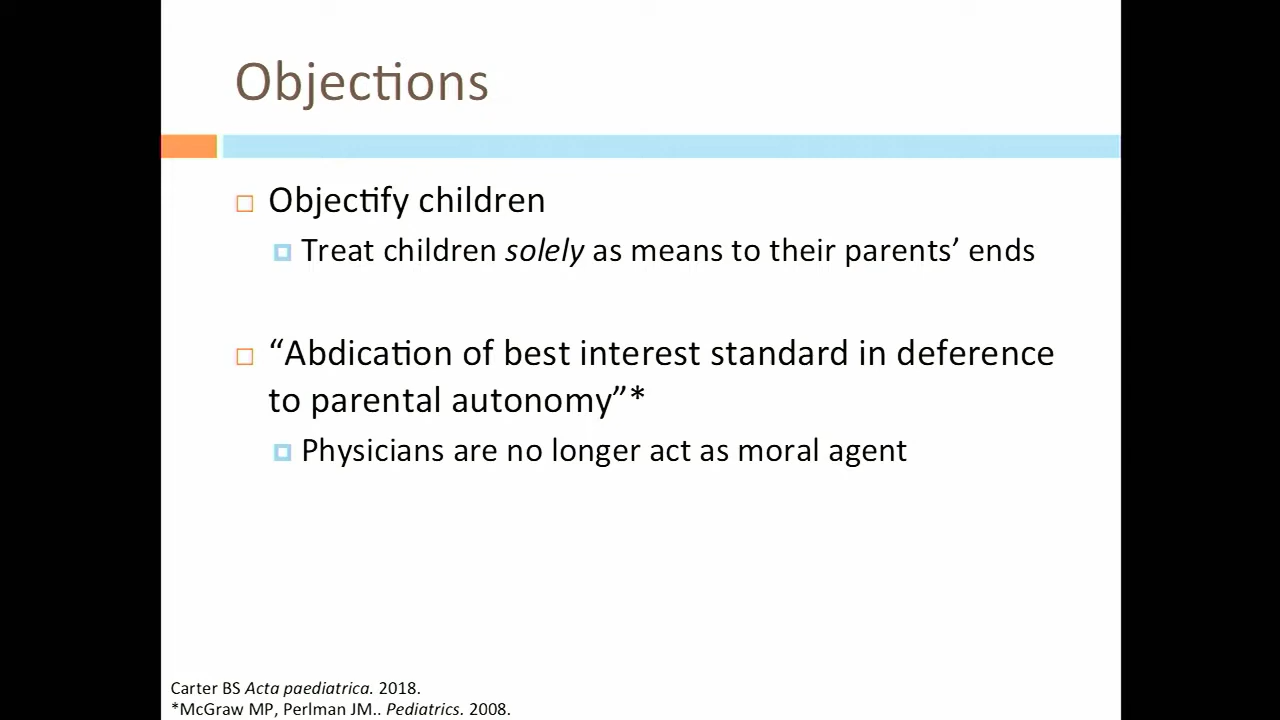 Objections
Objectify children
Treat children solely as means to their parents’ ends
“Abdication of best interest standard in deference
to parental autonomy”*
Physicians are no longer act as moral agent
Carter BS Acta paediatrica. 2018.
*McGraw MP, Perlman JM.. Pediatrics. 2008.